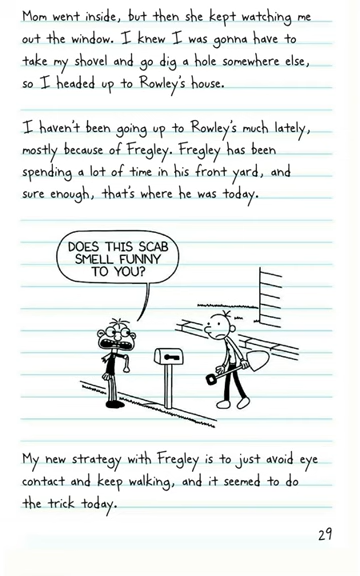 Mom went inside, but then she kept watching me
out the window. I knew I was gonna have to
take my shovel and go dig a hole somewhere else,
so I headed up to Rowley's house.
I haven't been going up to Rowley's much lately,
mostly because of Fregley. Fregley has been
spending a lot of time in his front yard, and
sure enough, that's where he was today.
DOES THIS SCAB
SMELL FUNNY
TO YOU?
My new strategy with Fregley is to just avoid eye
contact and keep walking, and it seemed to do
the trick today.
29